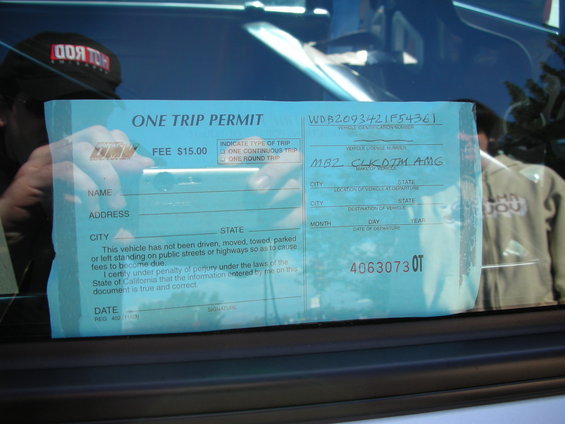 HOT ROD
ONE TRIP PERMIT
DMV
FEE $15.00
INDICATE TYPE OF TRIP
ONE CONTINUOUS TRIP
ONE ROUND TRIP
NAME
ADDRESS
CITY STATE
This vehicle has not been driven, moved, towed, parked
or left standing on public streets or highways so as to cause
fees to become due.
I certify under penalty of perjury under the laws of the
State of California that the information entered by me on this
document is true and correct.
DATE
SIGNATURE
REG. 402
WDB2093421F54361
VEHICLE IDENTIFICATION NUMBER
VEHICLE LICENSE NUMBER
MBZ CLKDTM AMG
MAKE OF VEHICLE
CITY STATE
LOCATION OF VEHICLE AT DEPARTURE
CITY STATE
DESTINATION OF VEHICLE
MONTH DAY YEAR
DATE OF DEPARTURE
4063073 OT